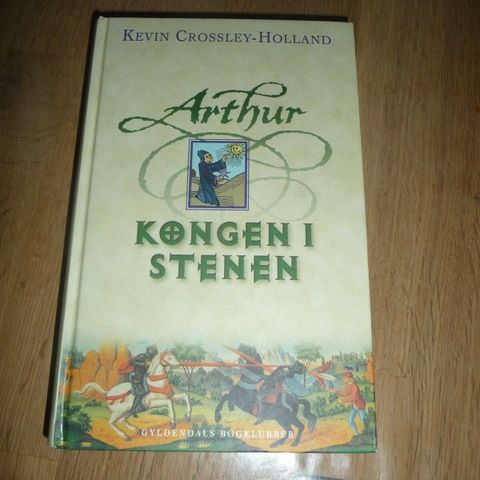 KEVIN CROSSLEY-HOLLAND
Arthur
KONGEN I
STENEN
GYLDENDALS BOGKLUBBER